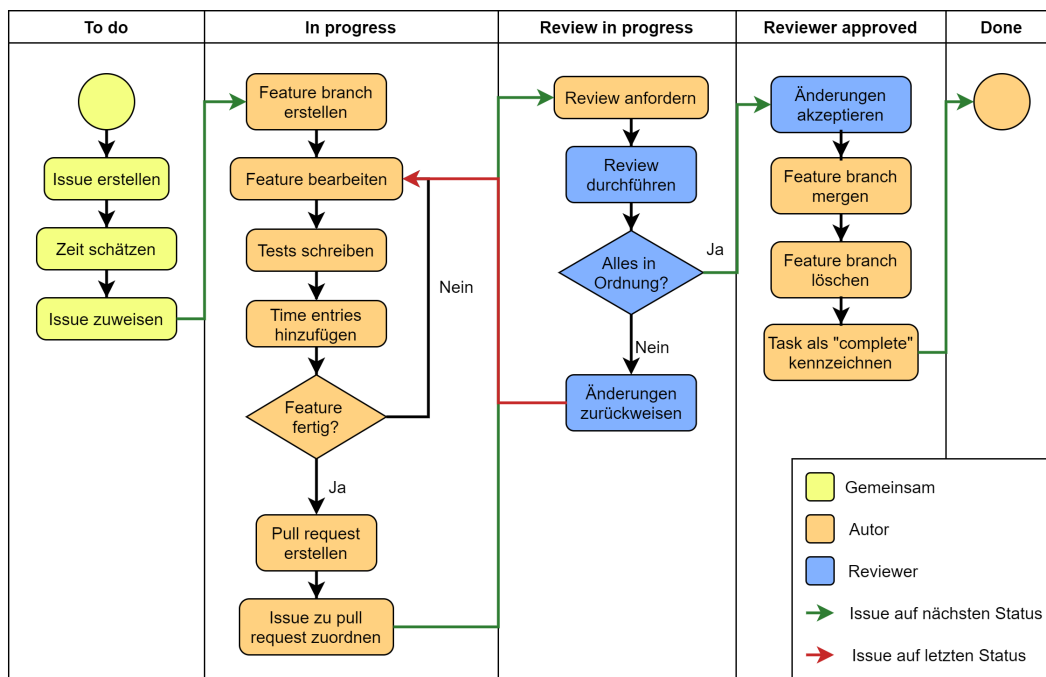 To do
In progress
Review in progress
Reviewer approved
Done
Issue erstellen
Zeit schätzen
Issue zuweisen
Feature branch
erstellen
Feature bearbeiten
Tests schreiben
Time entries
hinzufügen
Feature
fertig?
Nein
Ja
Pull request
erstellen
Issue zu pull
request zuordnen
Review anfordern
Review
durchführen
Alles in
Ordnung?
Ja
Nein
Änderungen
zurückweisen
Änderungen
akzeptieren
Feature branch
mergen
Feature branch
löschen
Task als "complete"
kennzeichnen
Gemeinsam
Autor
Reviewer
Issue auf nächsten Status
Issue auf letzten Status